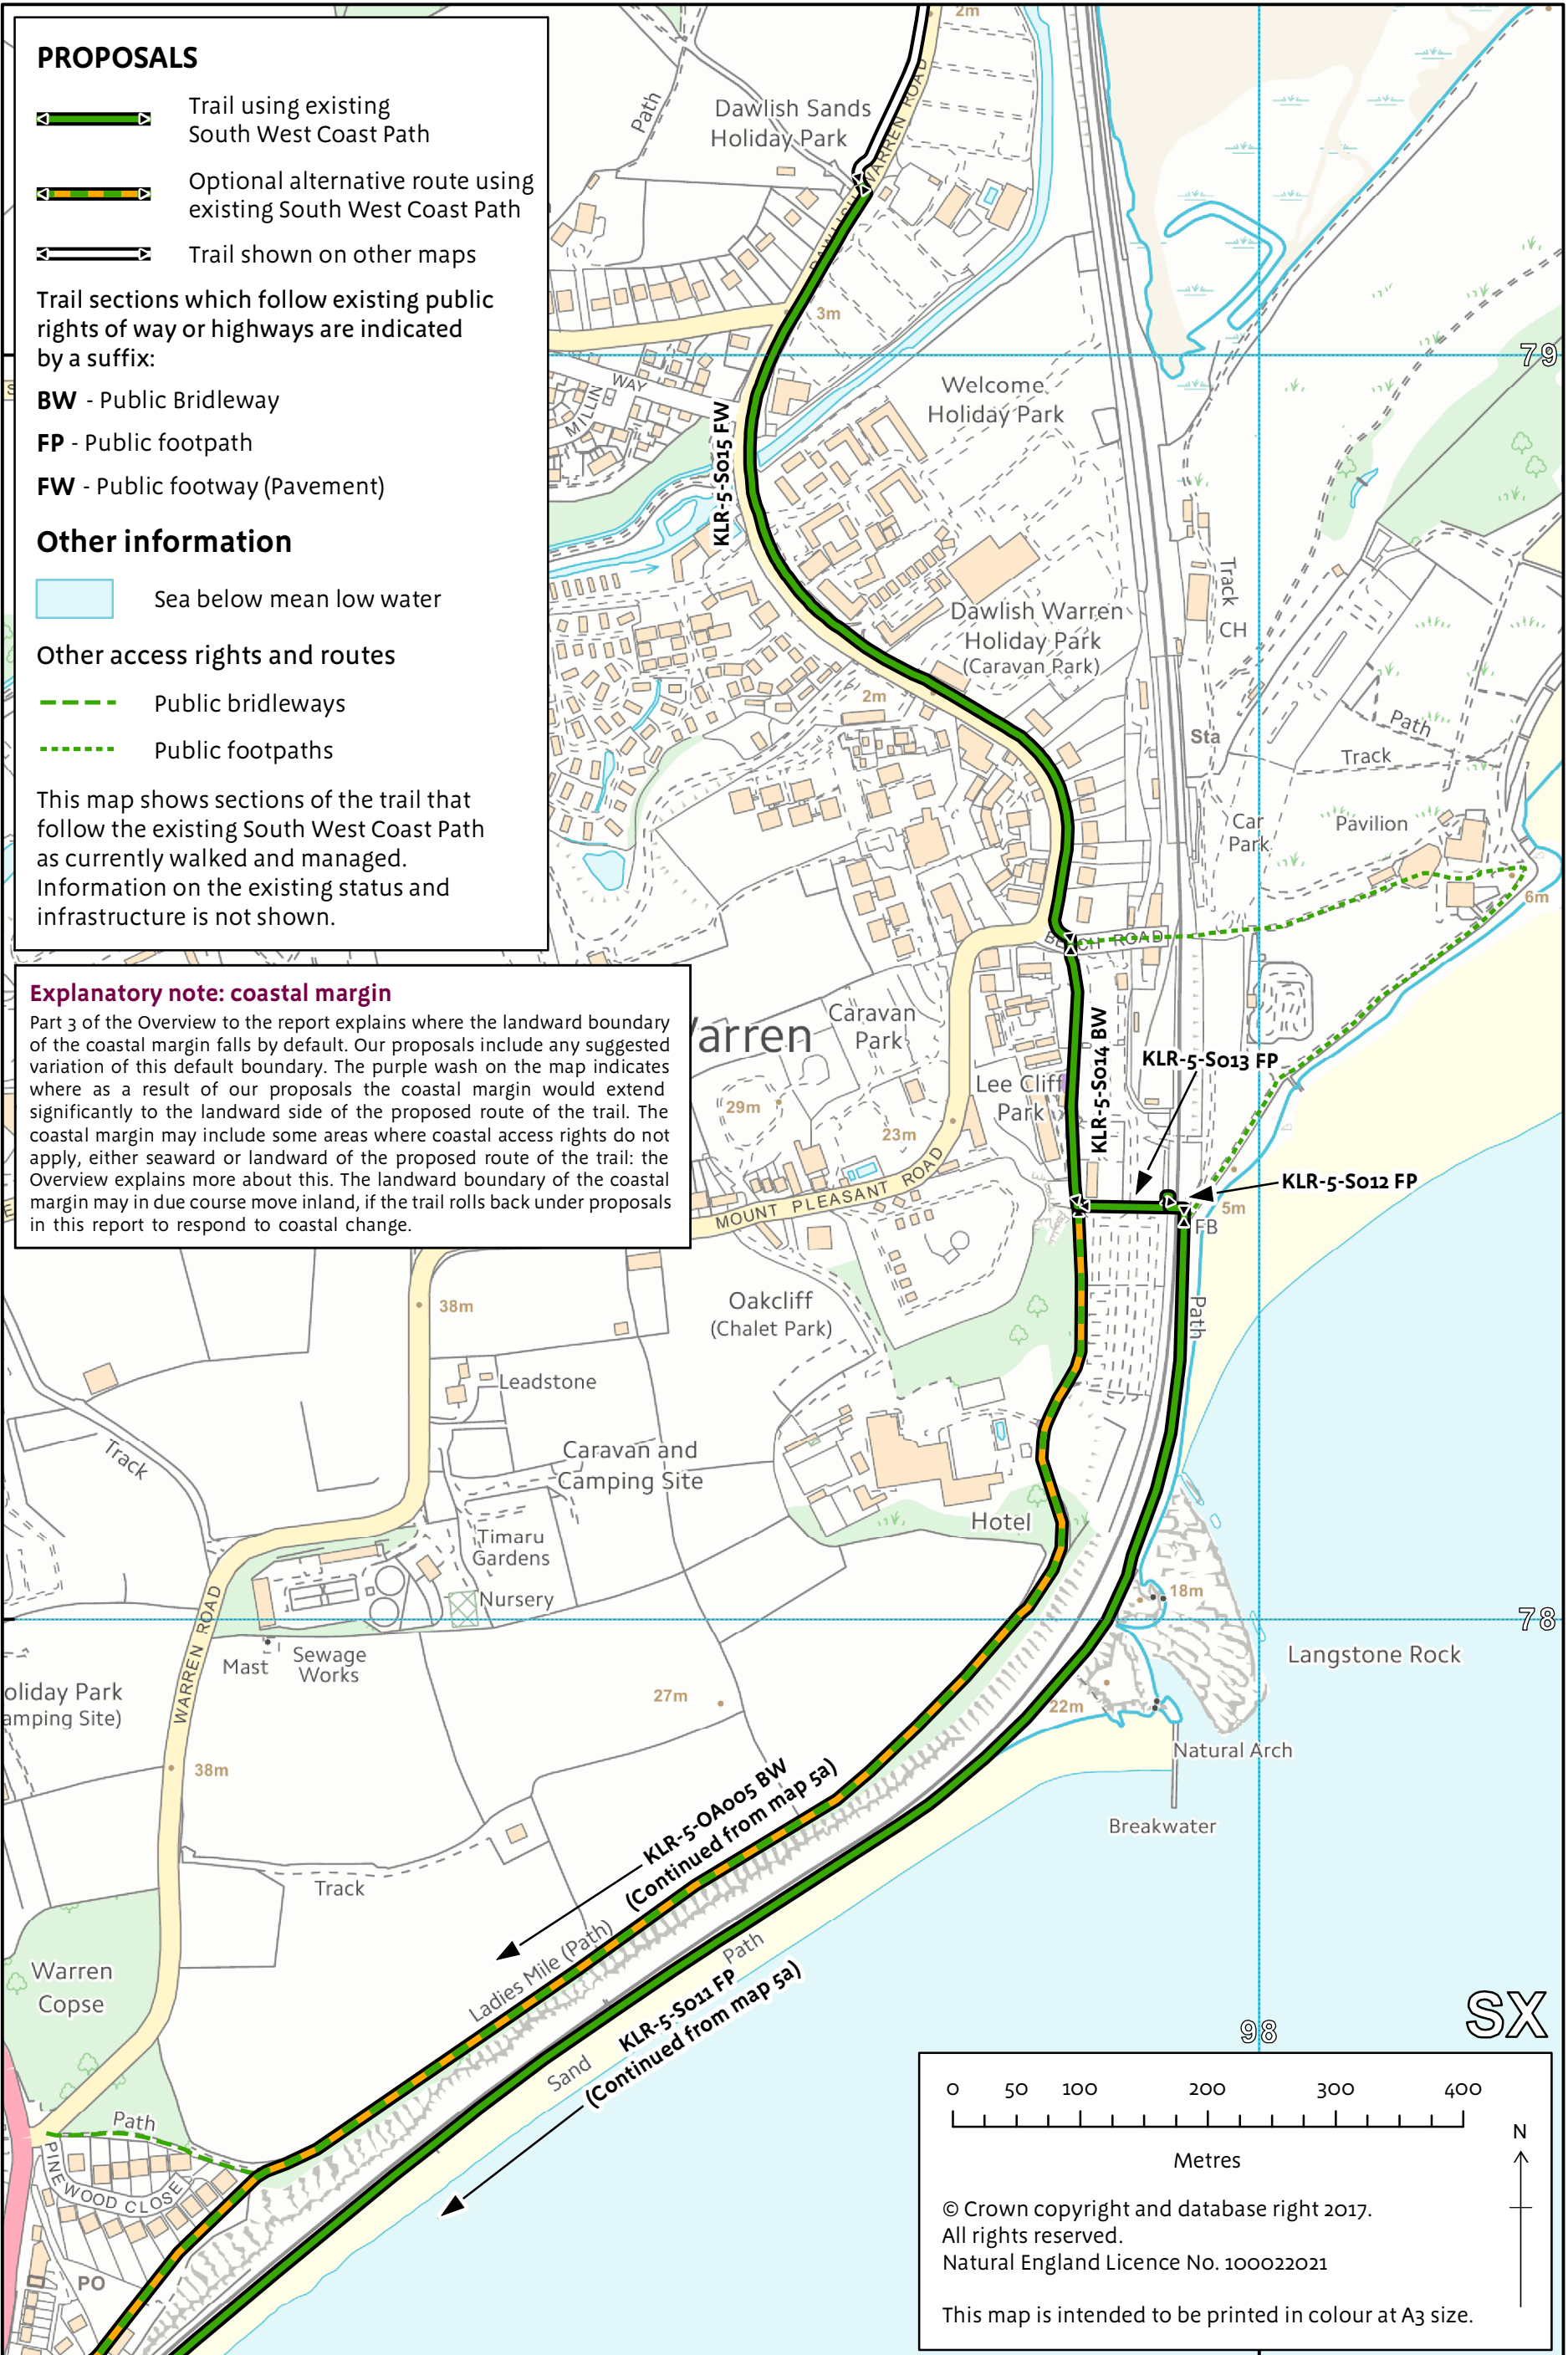 PROPOSALS
Trail using existing
South West Coast Path
Optional alternative route using
existing South West Coast Path
Trail shown on other maps
Trail sections which follow existing public
rights of way or highways are indicated
by a suffix:
BW - Public Bridleway
FP - Public footpath
FW - Public footway (Pavement)
Other information
Sea below mean low water
Other access rights and routes
Public bridleways
Public footpaths
This map shows sections of the trail that
follow the existing South West Coast Path
as currently walked and managed.
Information on the existing status and
infrastructure is not shown.
Explanatory note: coastal margin
Part 3 of the Overview to the report explains where the landward boundary
of the coastal margin falls by default. Our proposals include any suggested
variation of this default boundary. The purple wash on the map indicates
where as a result of our proposals the coastal margin would extend
significantly to the landward side of the proposed route of the trail. The
coastal margin may include some areas where coastal access rights do not
apply, either seaward or landward of the proposed route of the trail: the
Overview explains more about this. The landward boundary of the coastal
margin may in due course move inland, if the trail rolls back under proposals
in this report to respond to coastal change.
2m
Path
Dawlish Sands
Holiday Park
DAWLISH WARREN ROAD
3m
79
WAY
MILLIN
Welcome
Holiday Park
KLR-5-S015 FW
Track
CH
Dawlish Warren
Holiday Park
(Caravan Park)
2m
Sta
Path
Track
Car
Park
Pavilion
6m
BEACH ROAD
arren
Caravan
Park
KLR-5-S014 BW
KLR-5-S013 FP
Lee Cliff
Park
29m
23m
KLR-5-S012 FP
5m
FB
MOUNT PLEASANT ROAD
Path
38m
Oakcliff
(Chalet Park)
Leadstone
Track
Caravan and
Camping Site
Hotel
Timaru
Gardens
Nursery
18m
78
WARREN ROAD
Mast
Sewage
Works
Langstone Rock
oliday Park
amping Site)
27m
22m
Natural Arch
38m
KLR-5-OA005 BW
(Continued from map 5a)
Breakwater
Track
Ladies Mile (Path)
Path
Warren
Copse
KLR-5-S011 FP
(Continued from map 5a)
Sand
SX
98
Path
PINEWOOD CLOSE
PO
0 50 100 200 300 400
Metres
N
© Crown copyright and database right 2017.
All rights reserved.
Natural England Licence No. 100022021
This map is intended to be printed in colour at A3 size.